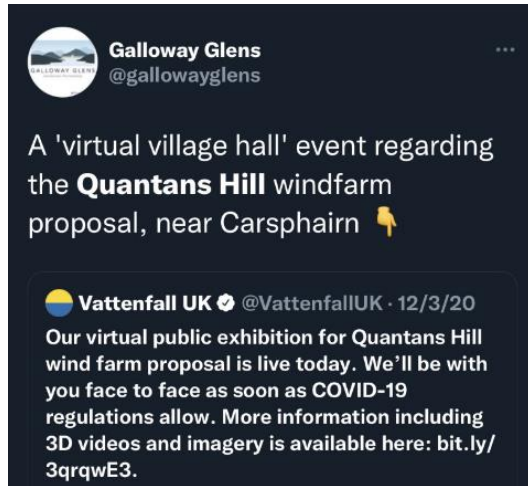 Galloway Glens
@gallowayglens
GALLOWAY GLENS
A 'virtual village hall' event regarding
the Quantans Hill windfarm
proposal, near Carsphairn 👇
Vattenfall UK @VattenfallUK · 12/3/20
Our virtual public exhibition for Quantans Hill
wind farm proposal is live today. We'll be with
you face to face as soon as COVID-19
regulations allow. More information including
3D videos and imagery is available here: bit.ly/
3qrqwE3.